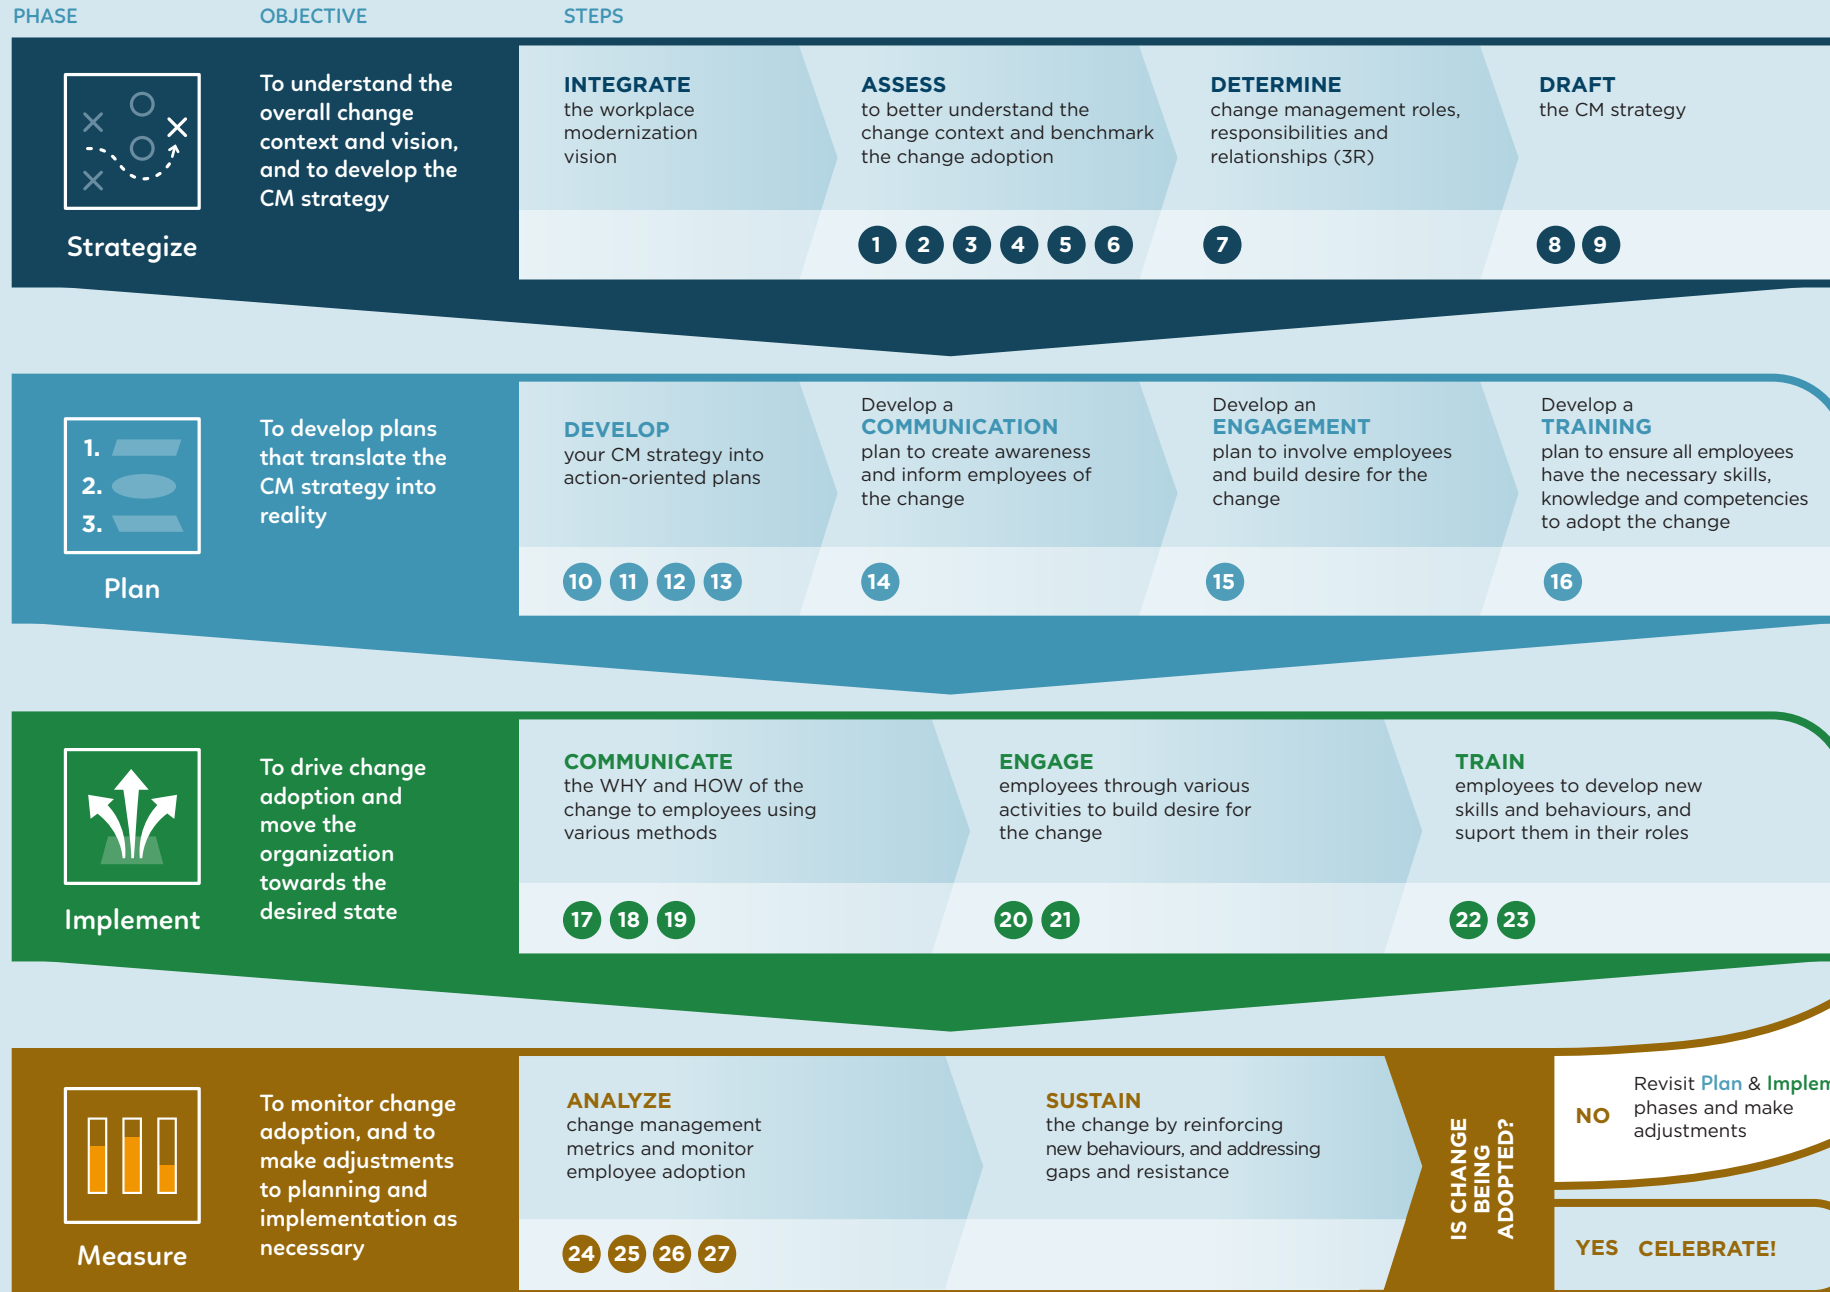 PHASE
OBJECTIVE
STEPS
Strategize
To understand the
overall change
context and vision,
and to develop the
CM strategy
INTEGRATE
the workplace
modernization
vision
ASSESS
to better understand the
change context and benchmark
the change adoption
1 2 3 4 5 6
DETERMINE
change management roles,
responsibilities and
relationships (3R)
7
DRAFT
the CM strategy
8 9
1.
2.
3.
Plan
To develop plans
that translate the
CM strategy into
reality
DEVELOP
your CM strategy into
action-oriented plans
10 11 12 13
Develop a
COMMUNICATION
plan to create awareness
and inform employees of
the change
14
Develop an
ENGAGEMENT
plan to involve employees
and build desire for the
change
15
Develop a
TRAINING
plan to ensure all employees
have the necessary skills,
knowledge and competencies
to adopt the change
16
Implement
To drive change
adoption and
move the
organization
towards the
desired state
COMMUNICATE
the WHY and HOW of the
change to employees using
various methods
17 18 19
ENGAGE
employees through various
activities to build desire for
the change
20 21
TRAIN
employees to develop new
skills and behaviours, and
suport them in their roles
22 23
Measure
To monitor change
adoption, and to
make adjustments
to planning and
implementation as
necessary
ANALYZE
change management
metrics and monitor
employee adoption
24 25 26 27
SUSTAIN
the change by reinforcing
new behaviours, and addressing
gaps and resistance
IS CHANGE
BEING
ADOPTED?
NO
Revisit Plan & Implem
phases and make
adjustments
YES CELEBRATE!